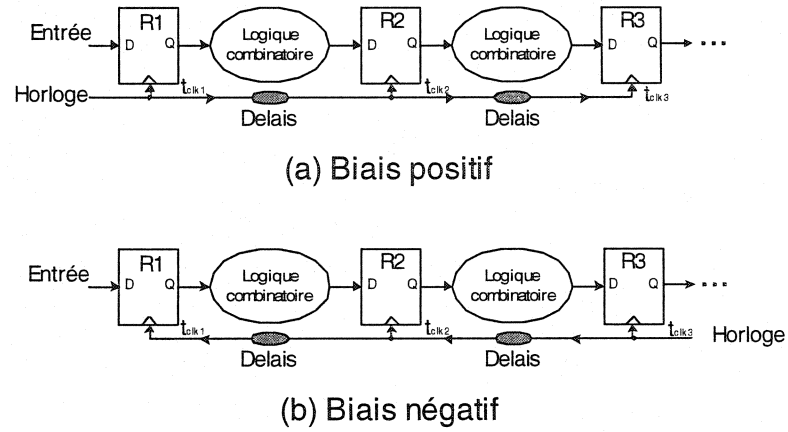 R1
R2
R3
Entrée
D
Q
Logique
combinatoire
D
Q
Logique
combinatoire
D
Q
...
Horloge
tclk1
tclk2
tclk3
Delais
Delais
(a) Biais positif
R1
R2
R3
Entrée
D
Q
Logique
combinatoire
D
Q
Logique
combinatoire
D
Q
...
tclk1
tclk2
tclk3
Horloge
Delais
Delais
(b) Biais négatif